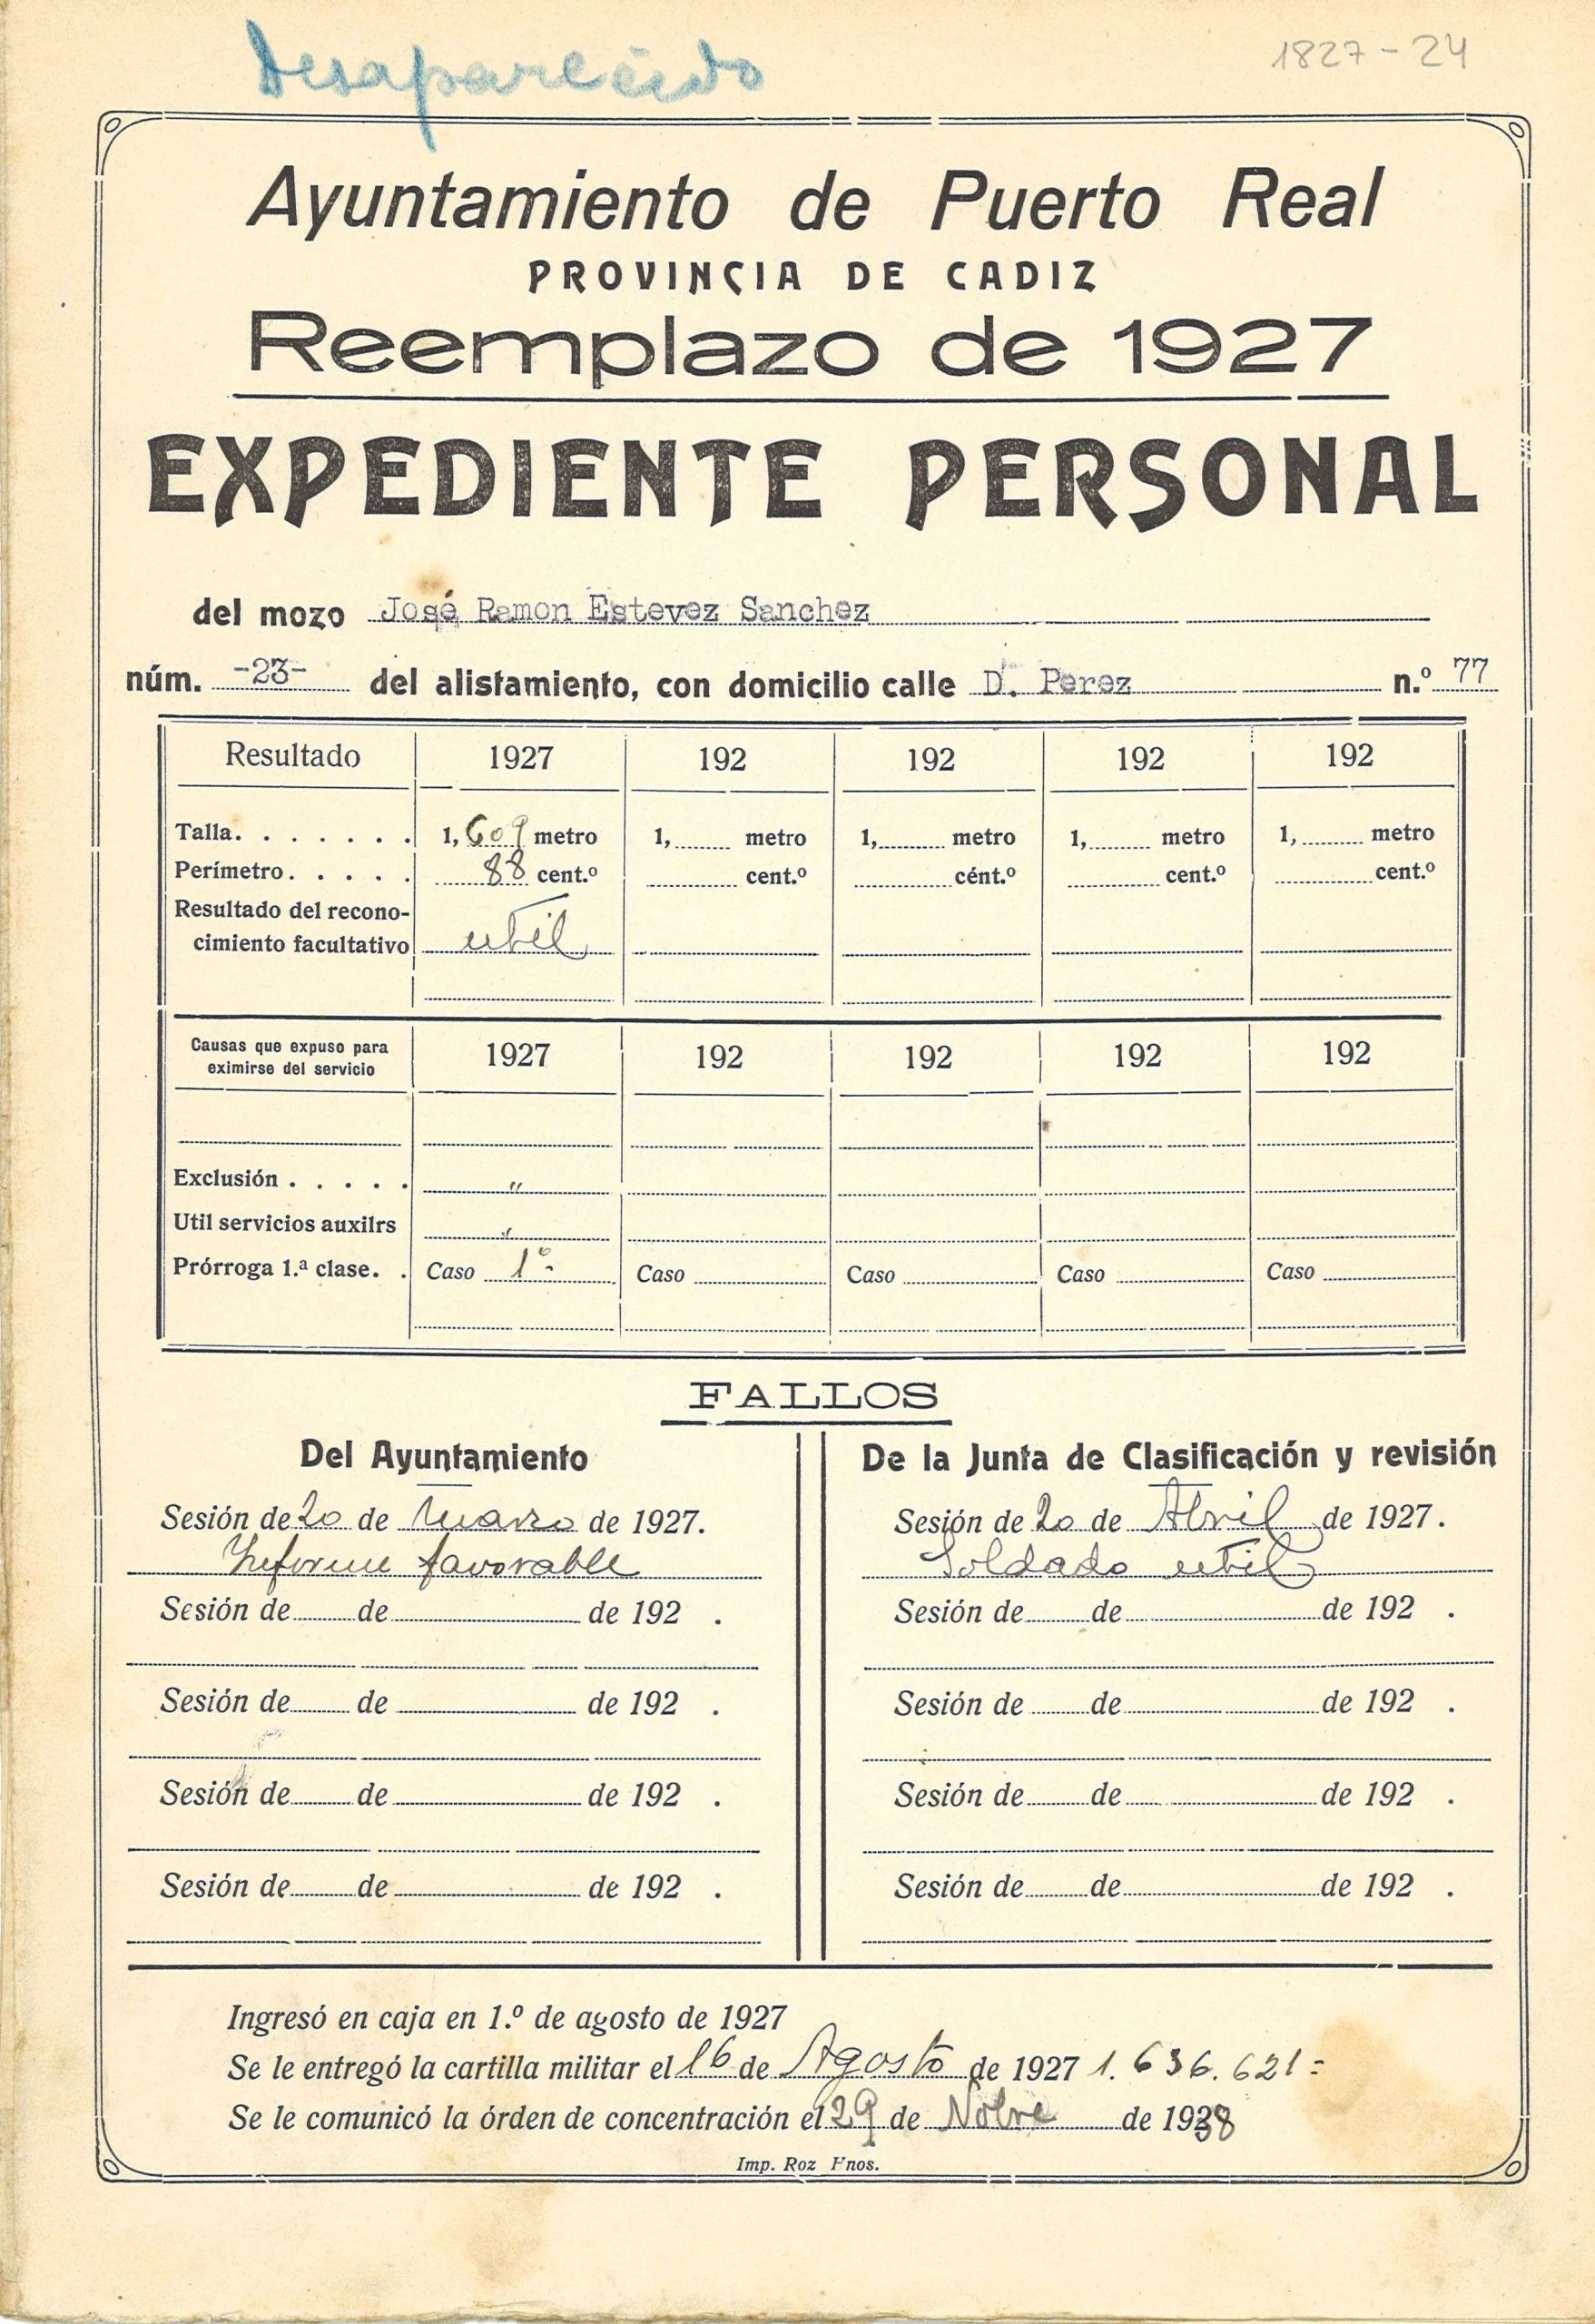 Desaparecido
1827-24
Ayuntamiento de Puerto Real
PROVINCIA DE CADIZ
Reemplazo de 1927
EXPEDIENTE PERSONAL
del mozo José Ramon Estevez Sanchez
núm. -23- del alistamiento, con domicilio calle D. Perez n.º 77
Resultado 1927 192 192 192 192
Talla. . . . . . . 1,609 metro 1, metro 1, metro 1, metro 1, metro
Perímetro. . . . . 88 cent.º cent.º cént.º cent.º cent.º
Resultado del recono-
cimiento facultativo util
Causas que expuso para
eximirse del servicio 1927 192 192 192 192
Exclusión . . . . . "
Util servicios auxilrs "
Prórroga 1.ª clase. . Caso 1º- Caso Caso Caso Caso
FALLOS
Del Ayuntamiento
Sesión de 20 de Marzo de 1927.
Informe favorable
Sesión de de de 192 .
Sesión de de de 192 .
Sesión de de de 192 .
Sesión de de de 192 .
De la Junta de Clasificación y revisión
Sesión de 20 de Abril de 1927.
Soldado util
Sesión de de de 192 .
Sesión de de de 192 .
Sesión de de de 192 .
Sesión de de de 192 .
Ingresó en caja en 1.º de agosto de 1927
Se le entregó la cartilla militar el 16 de Agosto de 1927 1.636.621=
Se le comunicó la órden de concentración el 29 de Nobre de 1938
Imp. Roz Hnos.